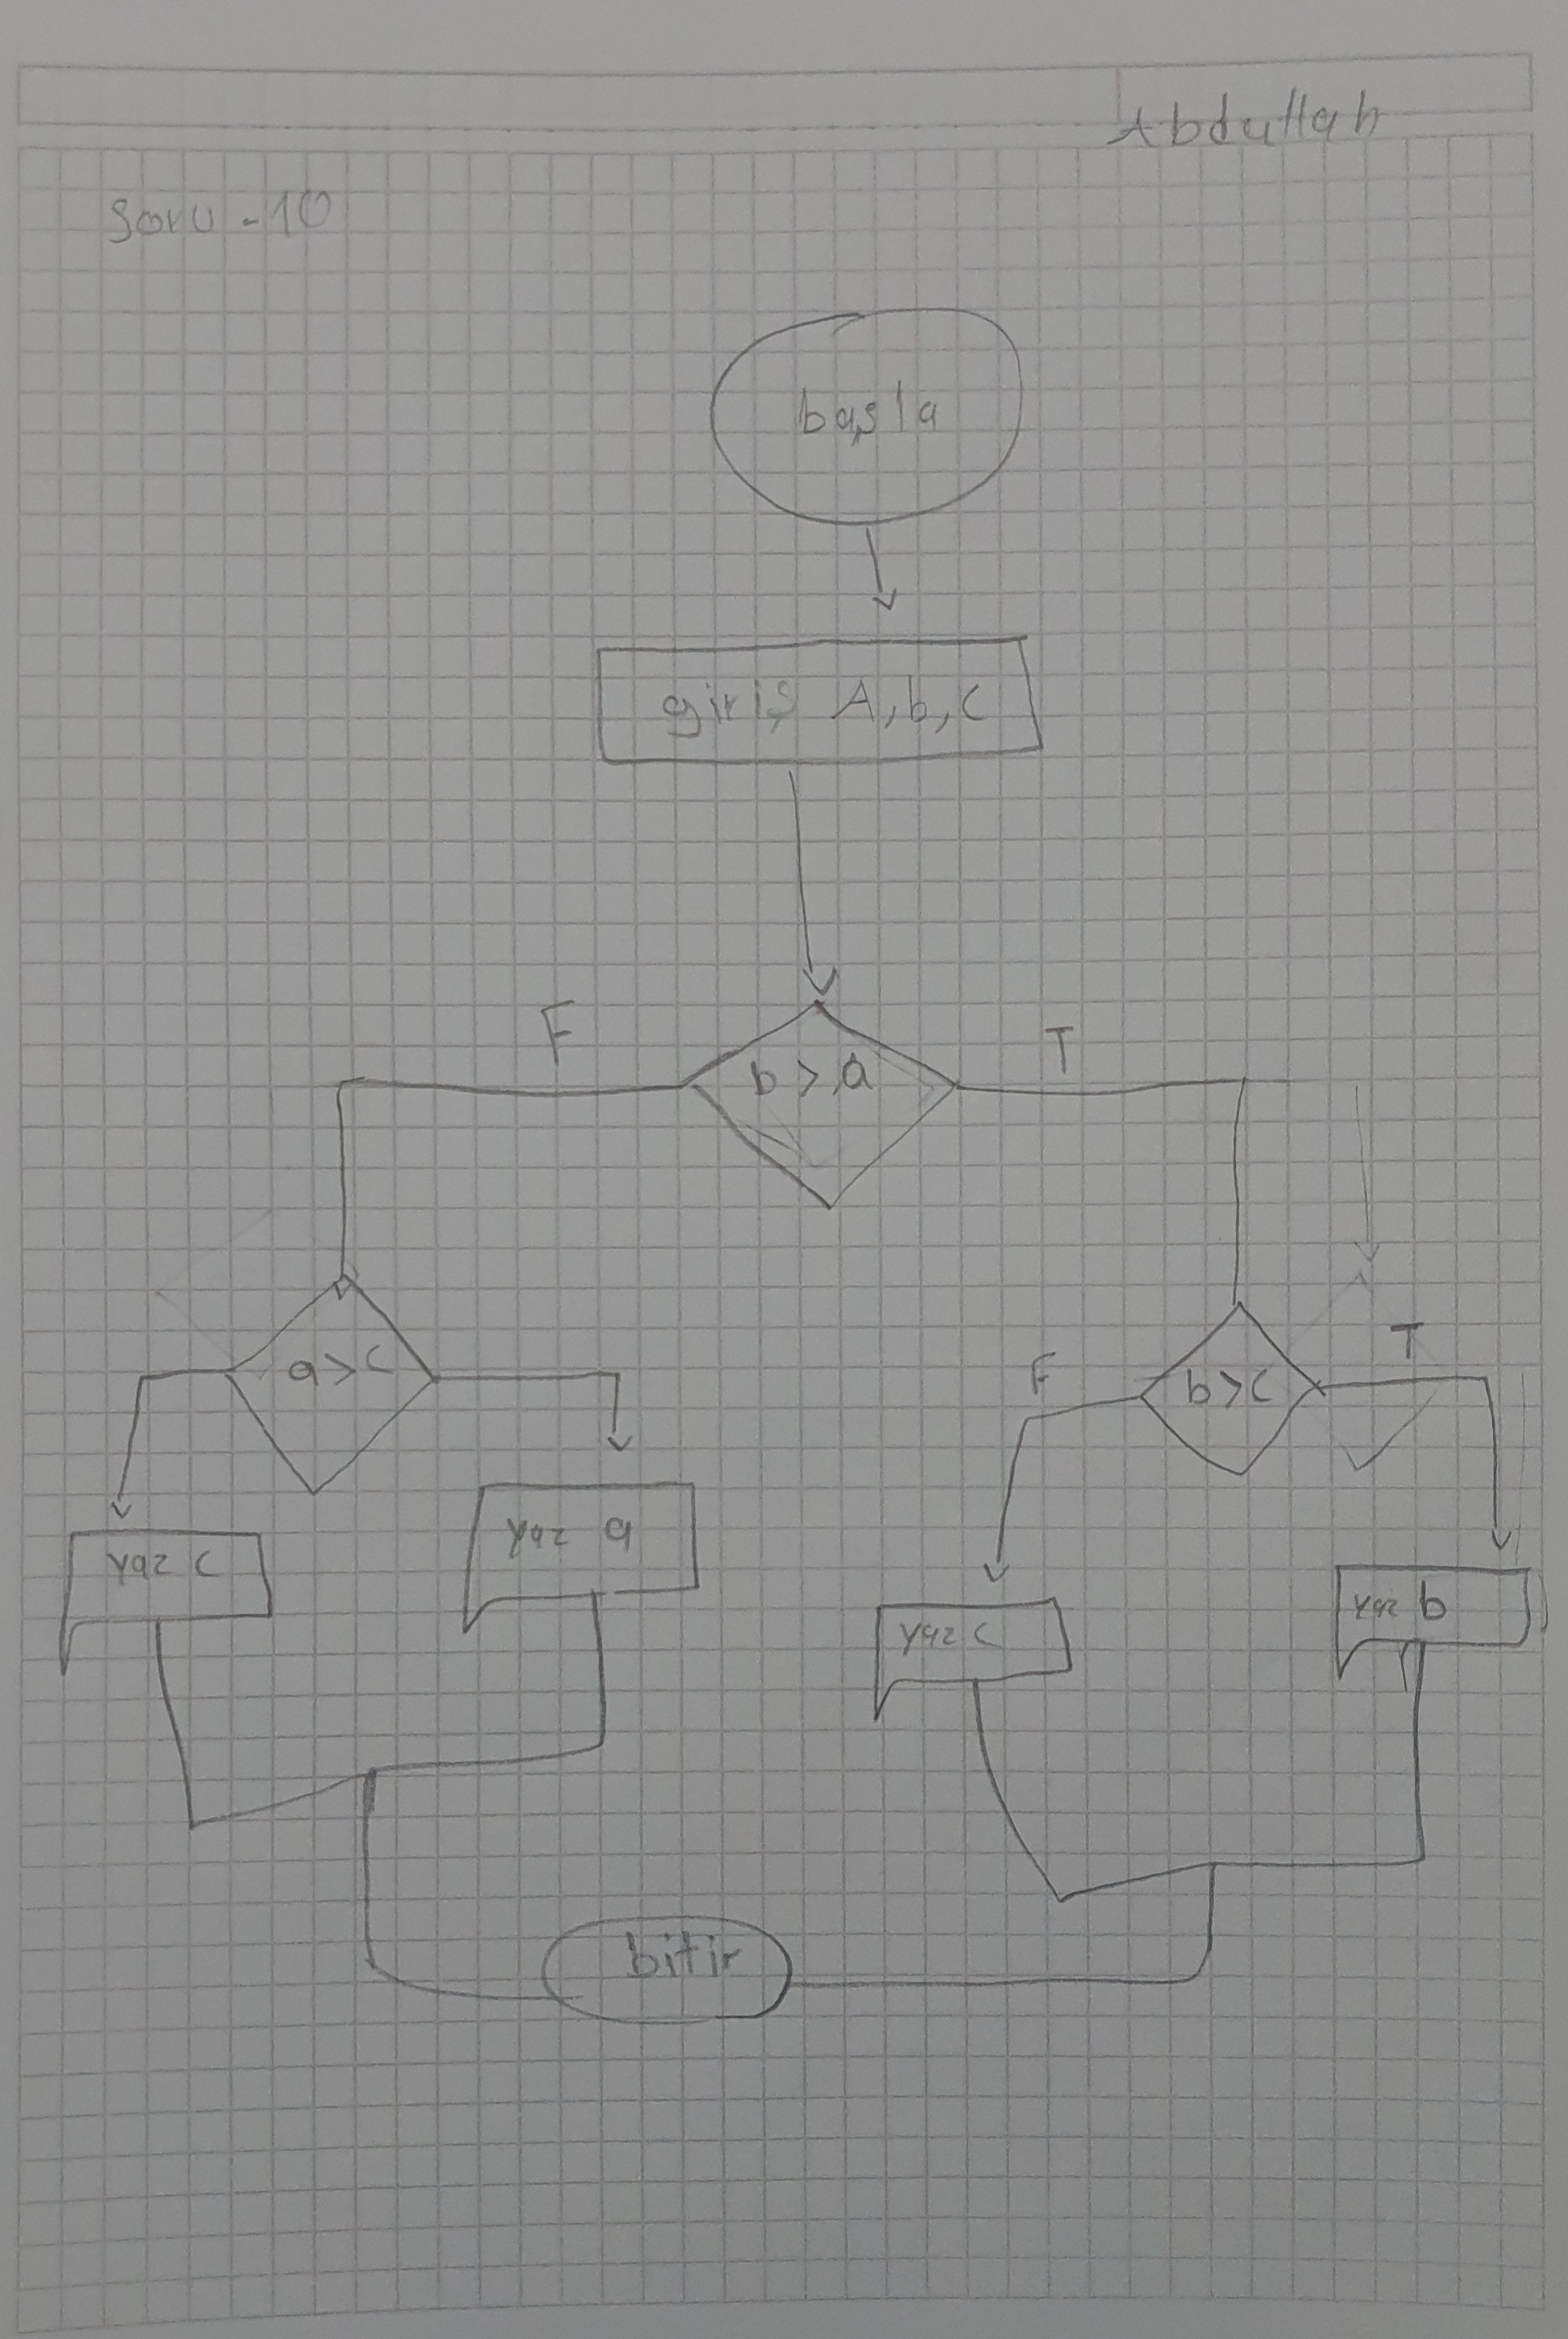 Abdullah
Soru - 10
başla
giriş A, b, C
F
T
b > a
a > C
F
b > C
T
yaz C
yaz a
yaz C
yaz b
bitir